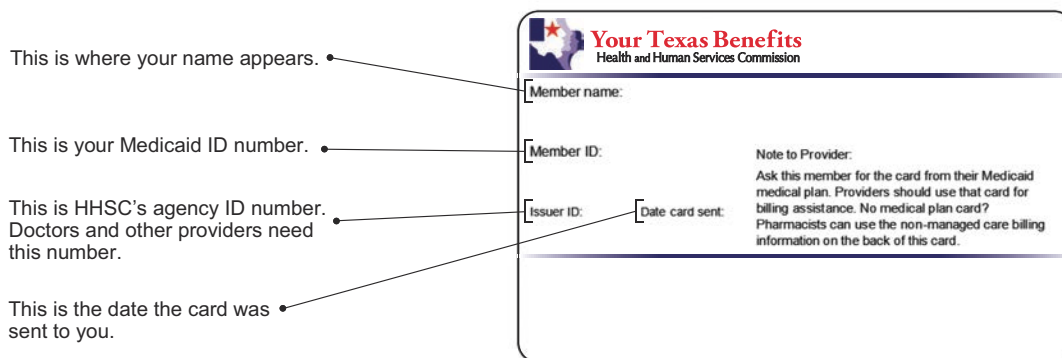 This is where your name appears.
This is your Medicaid ID number.
This is HHSC's agency ID number.
Doctors and other providers need
this number.
This is the date the card was
sent to you.
Your Texas Benefits
Health and Human Services Commission
Member name:
Member ID:
Issuer ID:
Date card sent:
Note to Provider:
Ask this member for the card from their Medicaid
medical plan. Providers should use that card for
billing assistance. No medical plan card?
Pharmacists can use the non-managed care billing
information on the back of this card.